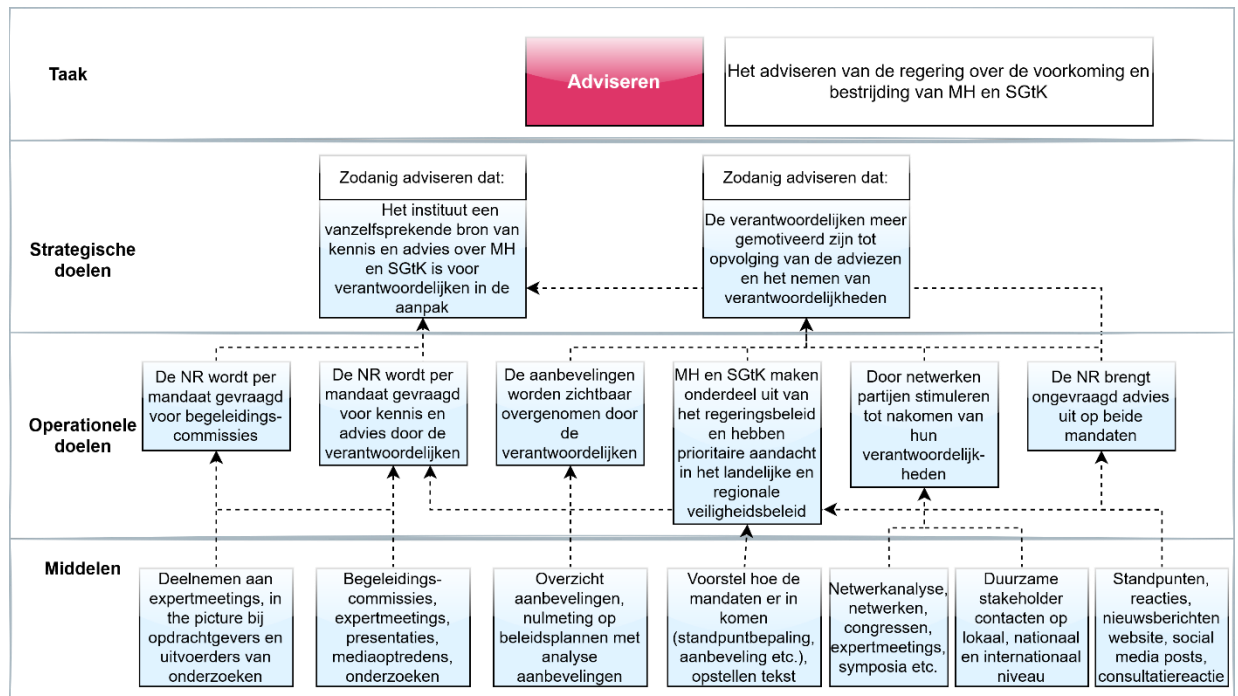 Taak
Adviseren
Het adviseren van de regering over de voorkoming en
bestrijding van MH en SGtK
Strategische
doelen
Zodanig adviseren dat:
Het instituut een
vanzelfsprekende bron van
kennis en advies over MH
en SGtK is voor
verantwoordelijken in de
aanpak
Zodanig adviseren dat:
De verantwoordelijken meer
gemotiveerd zijn tot
opvolging van de adviezen
en het nemen van
verantwoordelijkheden
Operationele
doelen
De NR wordt per
mandaat gevraagd
voor begeleidings-
commissies
De NR wordt per
mandaat gevraagd
voor kennis en
advies door de
verantwoordelijken
De aanbevelingen
worden zichtbaar
overgenomen door
de
verantwoordelijken
MH en SGtK maken
onderdeel uit van
het regeringsbeleid
en hebben
prioritaire aandacht
in het landelijke en
regionale
veiligheidsbeleid
Door netwerken
partijen stimuleren
tot nakomen van
hun
verantwoordelijk-
heden
De NR brengt
ongevraagd advies
uit op beide
mandaten
Middelen
Deelnemen aan
expertmeetings, in
the picture bij
opdrachtgevers en
uitvoerders van
onderzoeken
Begeleidings-
commissies,
expertmeetings,
presentaties,
mediaoptredens,
onderzoeken
Overzicht
aanbevelingen,
nulmeting op
beleidsplannen met
analyse
aanbevelingen
Voorstel hoe de
mandaten er in
komen
(standpuntbepaling,
aanbeveling etc.),
opstellen tekst
Netwerkanalyse,
netwerken,
congressen,
expertmeetings,
symposia etc.
Duurzame
stakeholder
contacten op
lokaal, nationaal
en internationaal
niveau
Standpunten,
reacties,
nieuwsberichten
website, social
media posts,
consultatiereactie